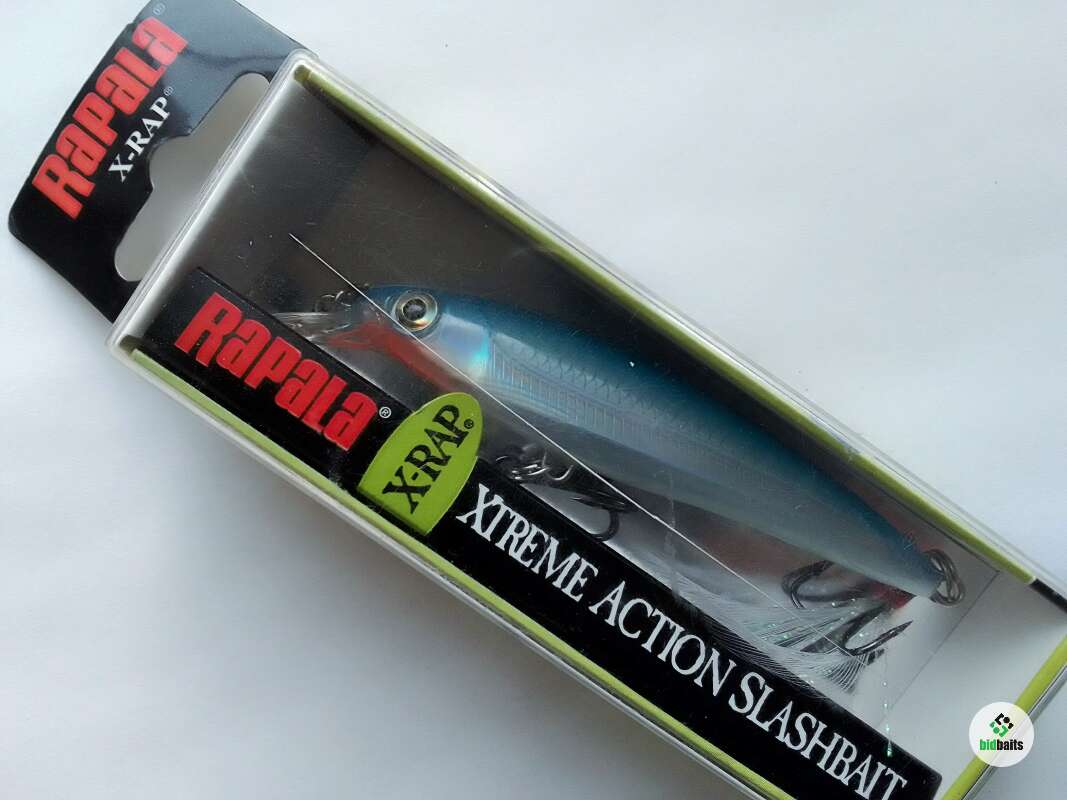 RAPALA®
X-RAP®
RAPALA®
X-RAP®
XTREME ACTION SLASHBAIT
bidbaits